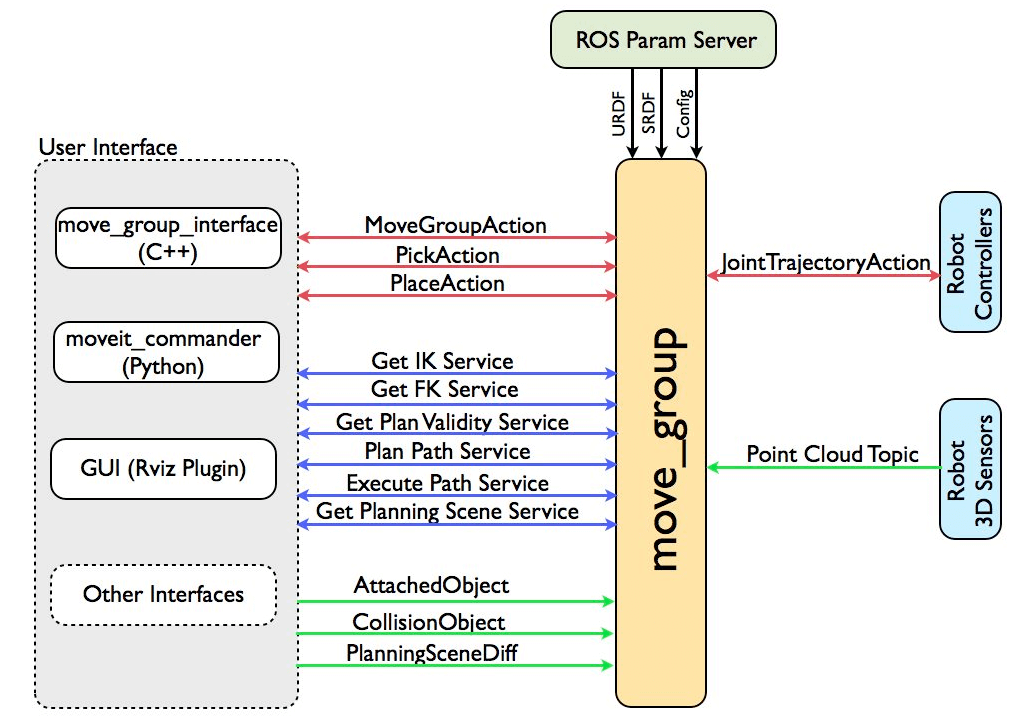 ROS Param Server
URDF
SRDF
Config
User Interface
move_group_interface
(C++)
moveit_commander
(Python)
GUI (Rviz Plugin)
Other Interfaces
MoveGroupAction
PickAction
PlaceAction
Get IK Service
Get FK Service
Get Plan Validity Service
Plan Path Service
Execute Path Service
Get Planning Scene Service
AttachedObject
CollisionObject
PlanningSceneDiff
move_group
JointTrajectoryAction
Robot
Controllers
Point Cloud Topic
Robot
3D Sensors